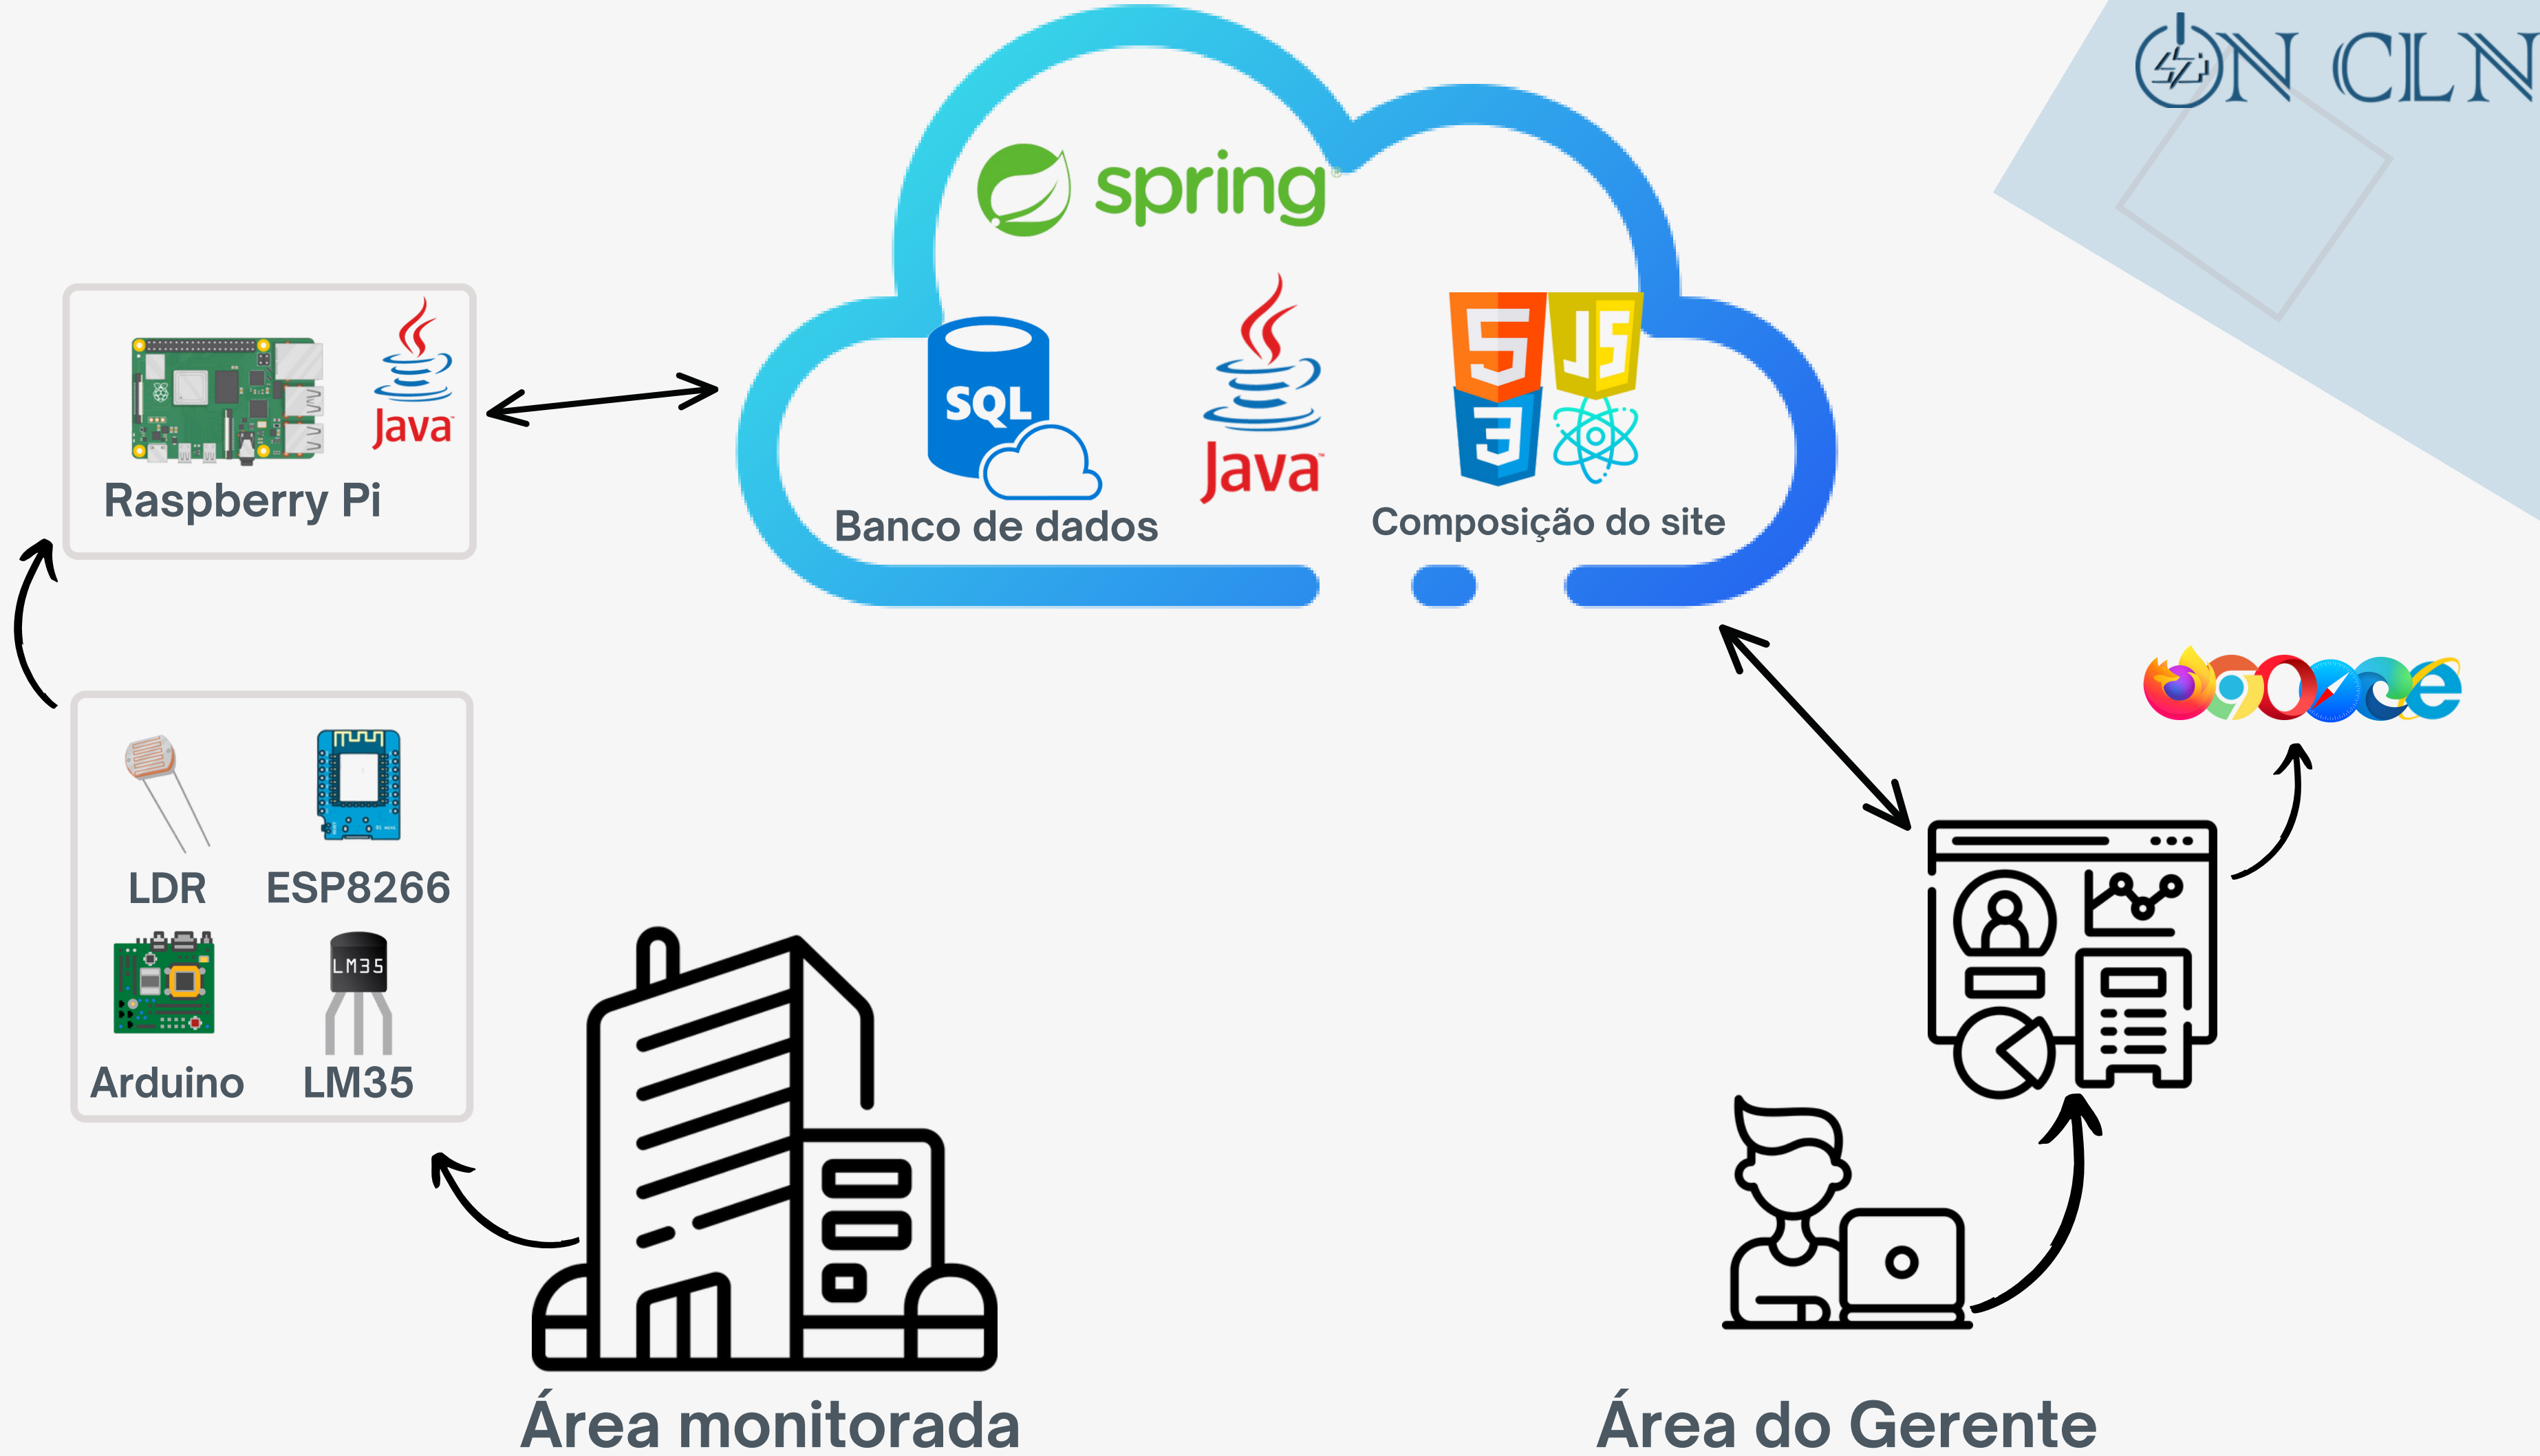 ON CLN
spring
Java
Raspberry Pi
SQL
Java
5
JS
3
Banco de dados
Composição do site
LDR
ESP8266
LM35
Arduino
LM35
Área monitorada
Área do Gerente